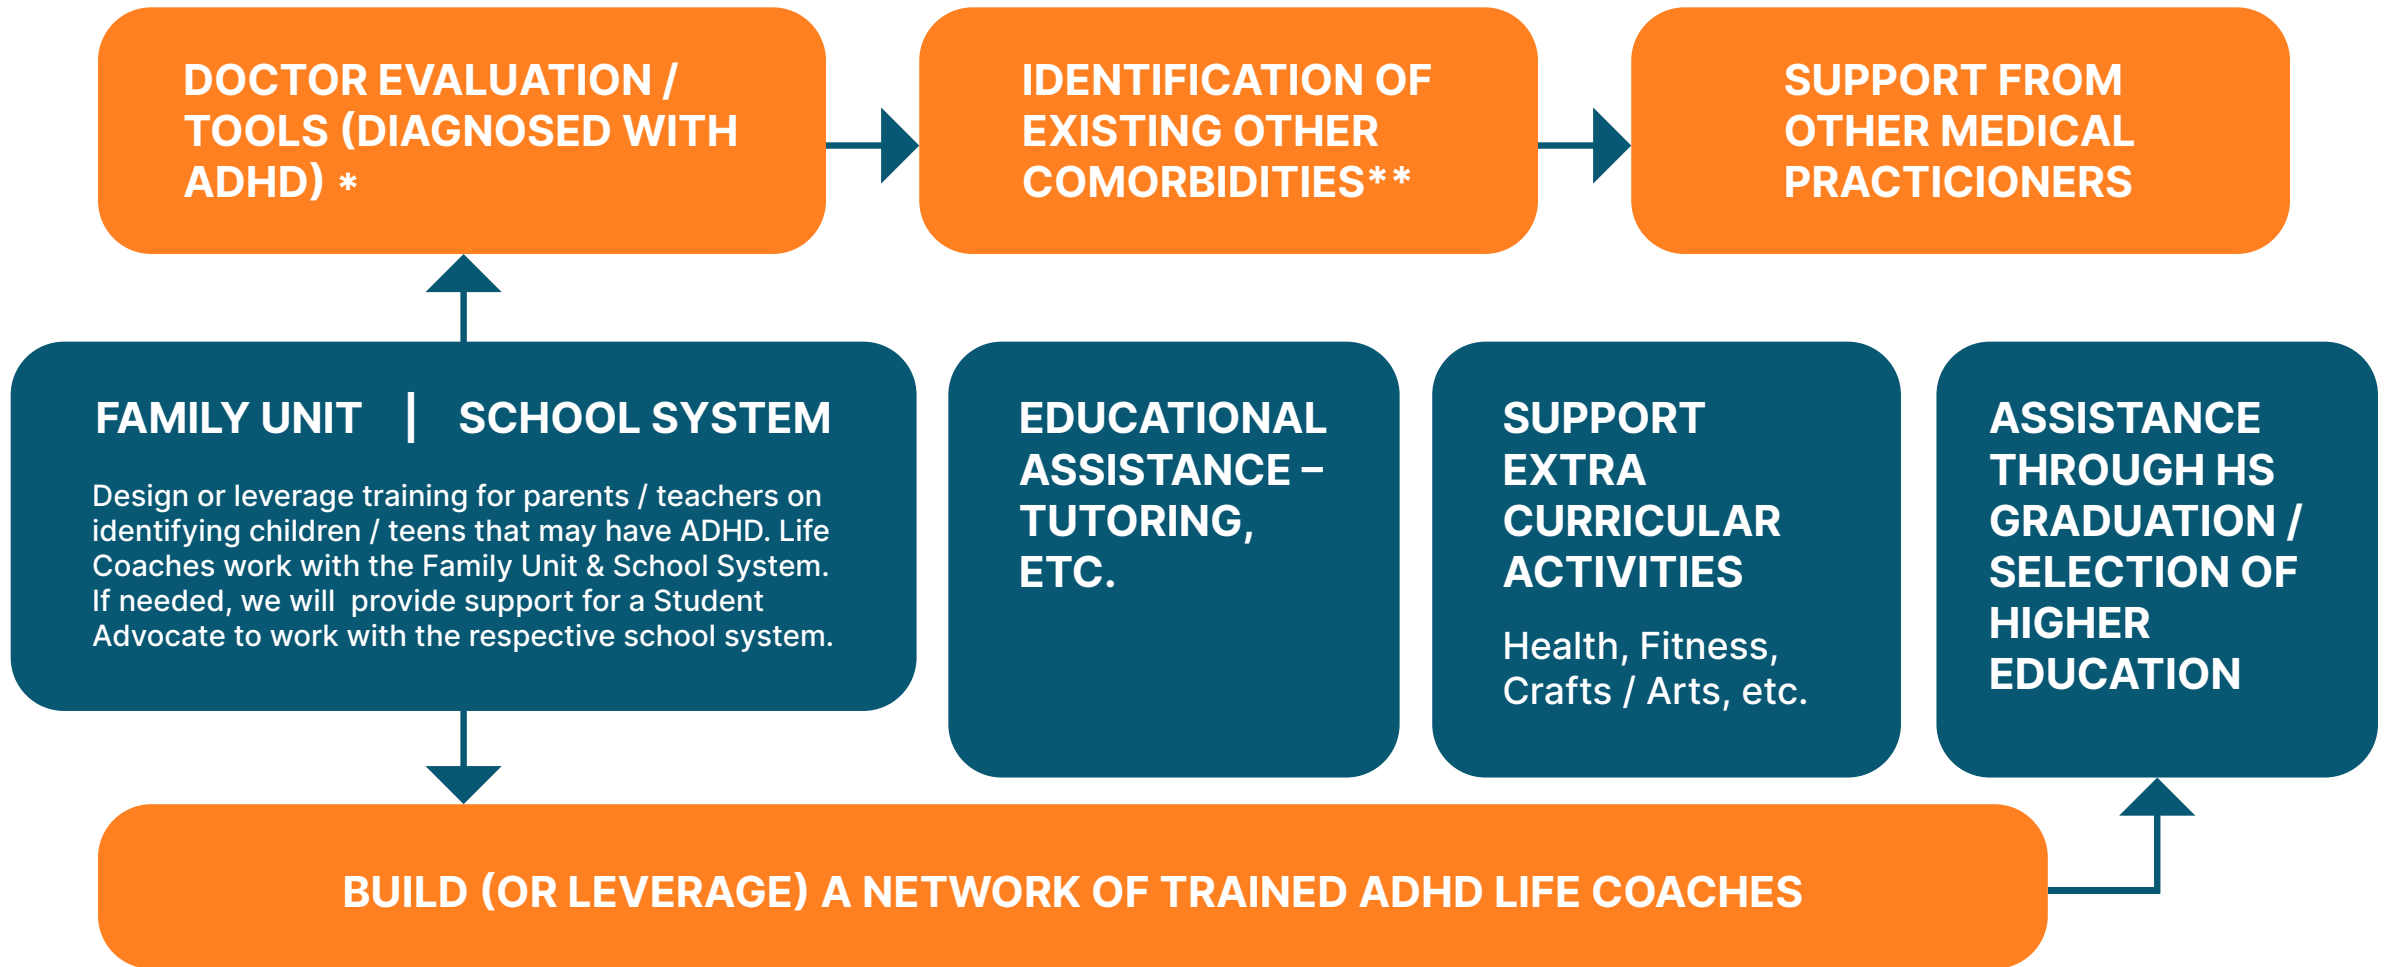 DOCTOR EVALUATION /
TOOLS (DIAGNOSED WITH
ADHD) *
IDENTIFICATION OF
EXISTING OTHER
COMORBIDITIES**
SUPPORT FROM
OTHER MEDICAL
PRACTICIONERS
FAMILY UNIT | SCHOOL SYSTEM
Design or leverage training for parents / teachers on
identifying children / teens that may have ADHD. Life
Coaches work with the Family Unit & School System.
If needed, we will  provide support for a Student
Advocate to work with the respective school system.
EDUCATIONAL
ASSISTANCE –
TUTORING,
ETC.
SUPPORT
EXTRA
CURRICULAR
ACTIVITIES
Health, Fitness,
Crafts / Arts, etc.
ASSISTANCE
THROUGH HS
GRADUATION /
SELECTION OF
HIGHER
EDUCATION
BUILD (OR LEVERAGE) A NETWORK OF TRAINED ADHD LIFE COACHES